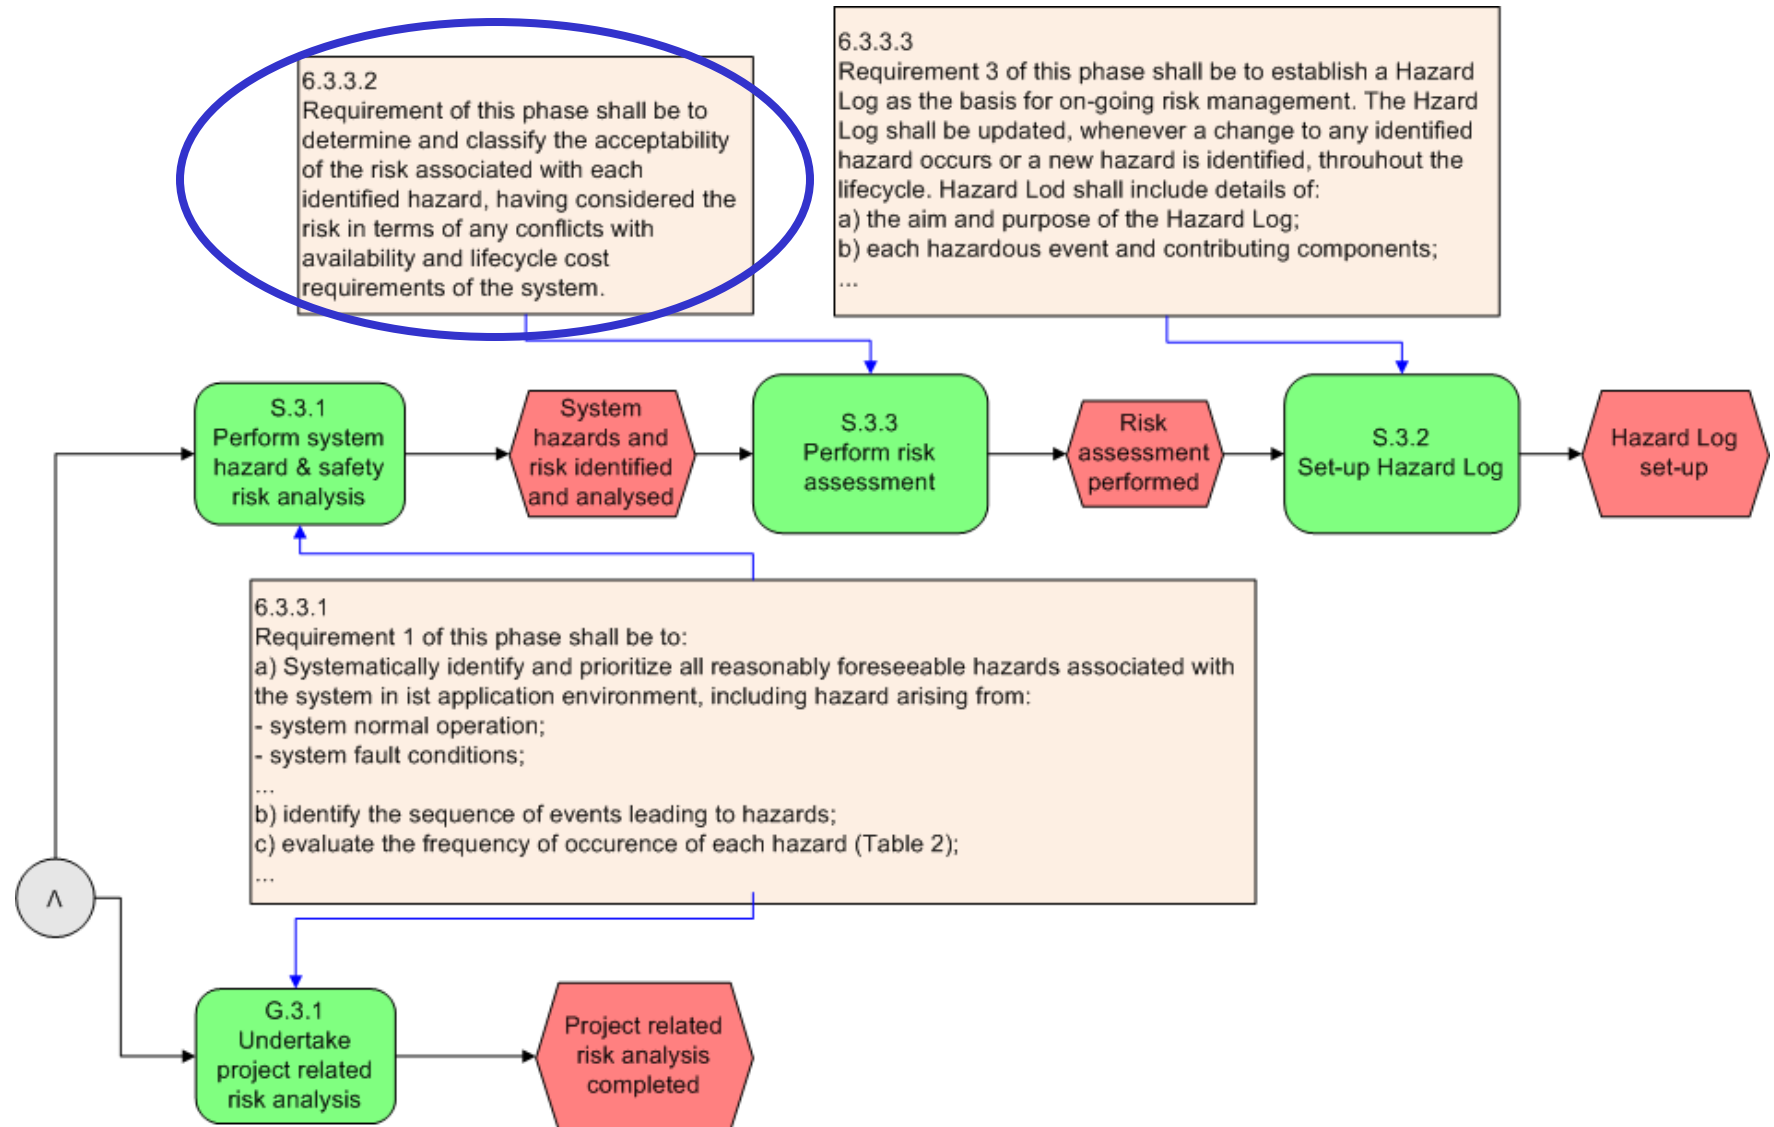 6.3.3.2
Requirement of this phase shall be to
determine and classify the acceptability
of the risk associated with each
identified hazard, having considered the
risk in terms of any conflicts with
availability and lifecycle cost
requirements of the system.
6.3.3.3
Requirement 3 of this phase shall be to establish a Hazard
Log as the basis for on-going risk management. The Hzard
Log shall be updated, whenever a change to any identified
hazard occurs or a new hazard is identified, throuhout the
lifecycle. Hazard Lod shall include details of:
a) the aim and purpose of the Hazard Log;
b) each hazardous event and contributing components;
...
S.3.1
Perform system
hazard & safety
risk analysis
System
hazards and
risk identified
and analysed
S.3.3
Perform risk
assessment
Risk
assessment
performed
S.3.2
Set-up Hazard Log
Hazard Log
set-up
6.3.3.1
Requirement 1 of this phase shall be to:
a) Systematically identify and prioritize all reasonably foreseeable hazards associated with
the system in ist application environment, including hazard arising from:
- system normal operation;
- system fault conditions;
...
b) identify the sequence of events leading to hazards;
c) evaluate the frequency of occurence of each hazard (Table 2);
...
Λ
G.3.1
Undertake
project related
risk analysis
Project related
risk analysis
completed